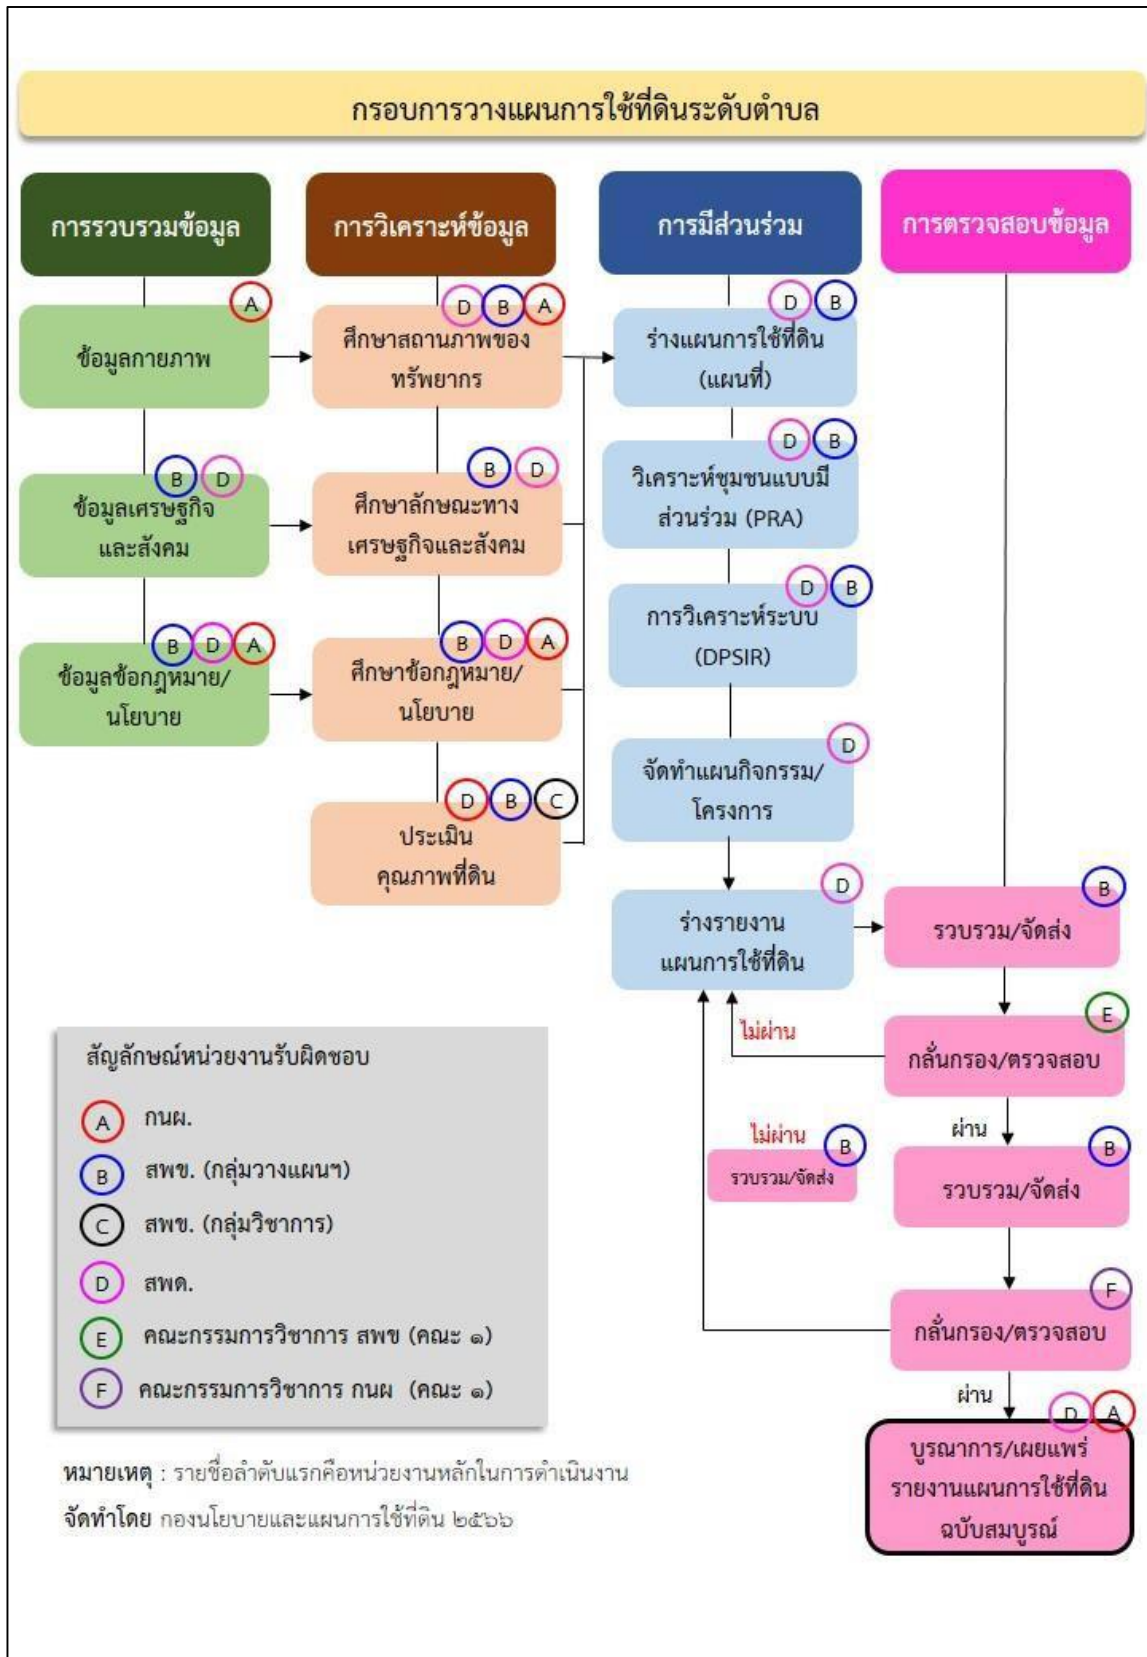 กรอบการวางแผนการใช้ที่ดินระดับตำบล
การรวบรวมข้อมูล
A
ข้อมูลกายภาพ
B D
ข้อมูลเศรษฐกิจ
และสังคม
B D A
ข้อมูลข้อกฎหมาย/
นโยบาย
การวิเคราะห์ข้อมูล
D B A
ศึกษาสถานภาพของ
ทรัพยากร
B D
ศึกษาลักษณะทาง
เศรษฐกิจและสังคม
B D A
ศึกษาข้อกฎหมาย/
นโยบาย
D B C
ประเมิน
คุณภาพที่ดิน
การมีส่วนร่วม
D B
ร่างแผนการใช้ที่ดิน
(แผนที่)
D B
วิเคราะห์ชุมชนแบบมี
ส่วนร่วม (PRA)
D B
การวิเคราะห์ระบบ
(DPSIR)
D
จัดทำแผนกิจกรรม/
โครงการ
D
ร่างรายงาน
แผนการใช้ที่ดิน
การตรวจสอบข้อมูล
B
รวบรวม/จัดส่ง
E
ไม่ผ่าน
กลั่นกรอง/ตรวจสอบ
ผ่าน
ไม่ผ่าน
B
รวบรวม/จัดส่ง
B
รวบรวม/จัดส่ง
F
กลั่นกรอง/ตรวจสอบ
ผ่าน
D A
บูรณาการ/เผยแพร่
รายงานแผนการใช้ที่ดิน
ฉบับสมบูรณ์
สัญลักษณ์หน่วยงานรับผิดชอบ
A กนผ.
B สพข. (กลุ่มวางแผนฯ)
C สพข. (กลุ่มวิชาการ)
D สพด.
E คณะกรรมการวิชาการ สพข (คณะ ๑)
F คณะกรรมการวิชาการ กนผ (คณะ ๑)
หมายเหตุ : รายชื่อลำดับแรกคือหน่วยงานหลักในการดำเนินงาน
จัดทำโดย กองนโยบายและแผนการใช้ที่ดิน ๒๕๖๖